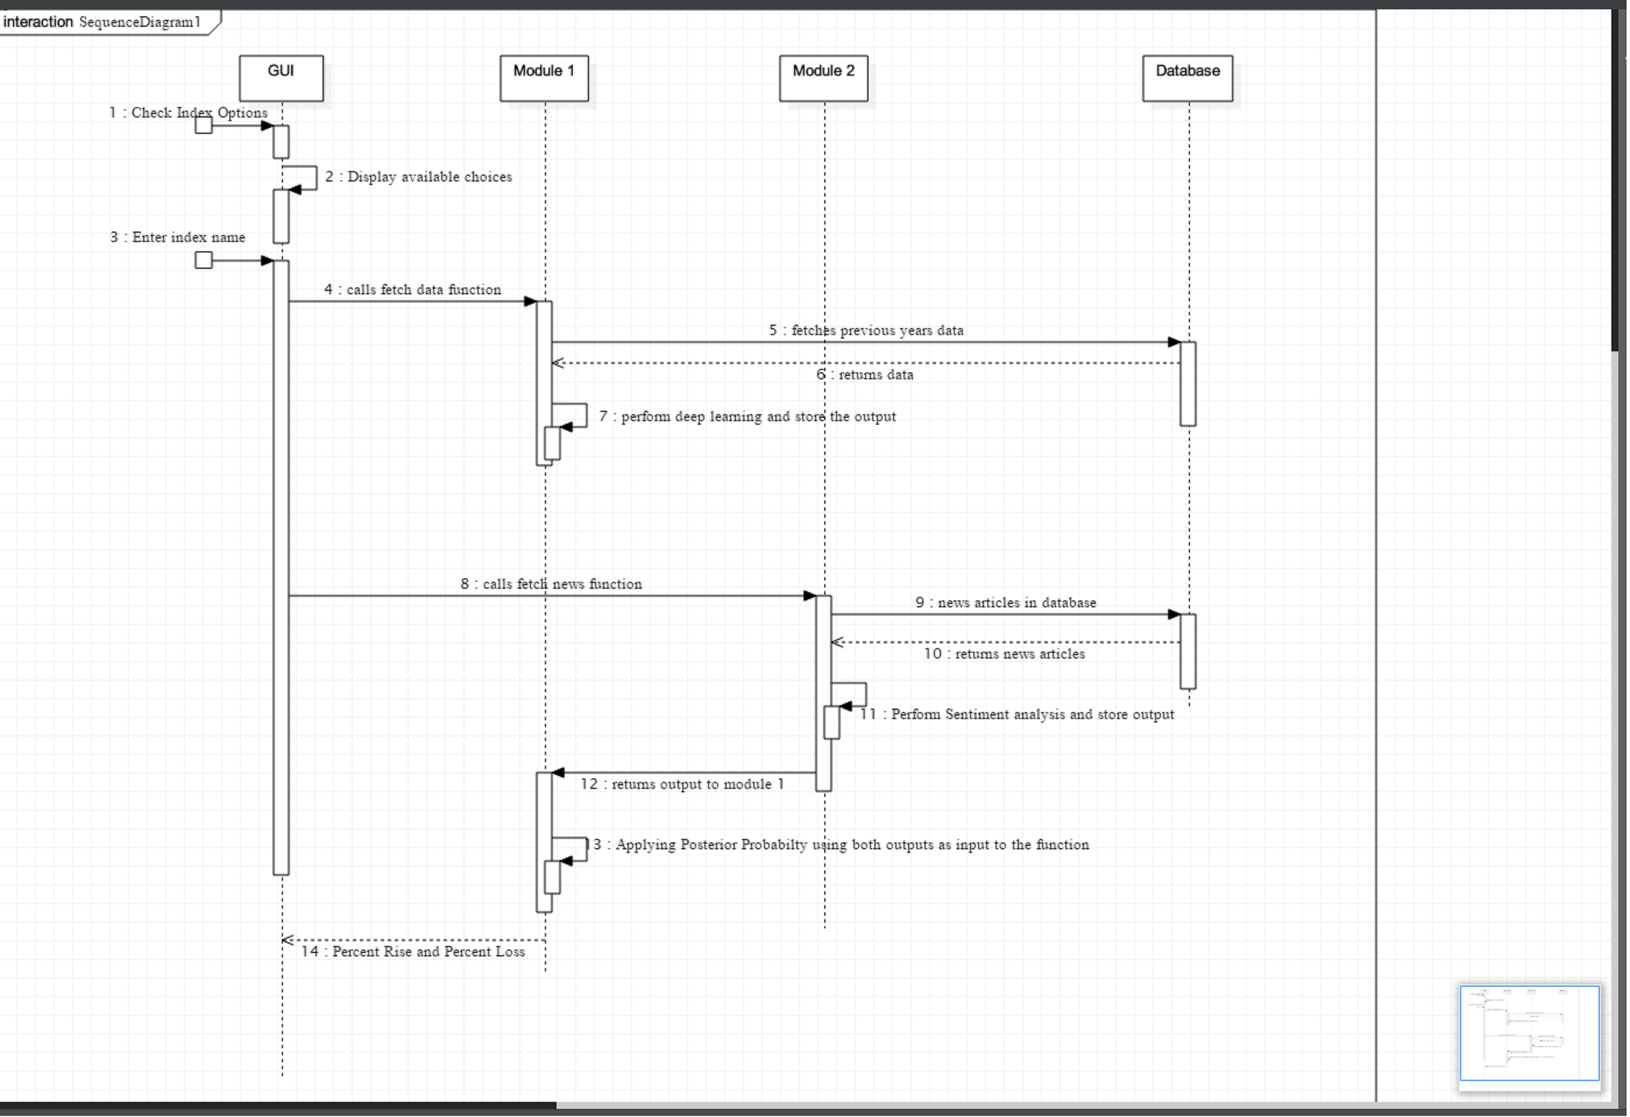 interaction SequenceDiagram1
GUI
Module 1
Module 2
Database
1 : Check Index Options
2 : Display available choices
3 : Enter index name
4 : calls fetch data function
5 : fetches previous years data
6 : returns data
7 : perform deep learning and store the output
8 : calls fetch news function
9 : news articles in database
10 : returns news articles
11 : Perform Sentiment analysis and store output
12 : returns output to module 1
13 : Applying Posterior Probabilty using both outputs as input to the function
14 : Percent Rise and Percent Loss